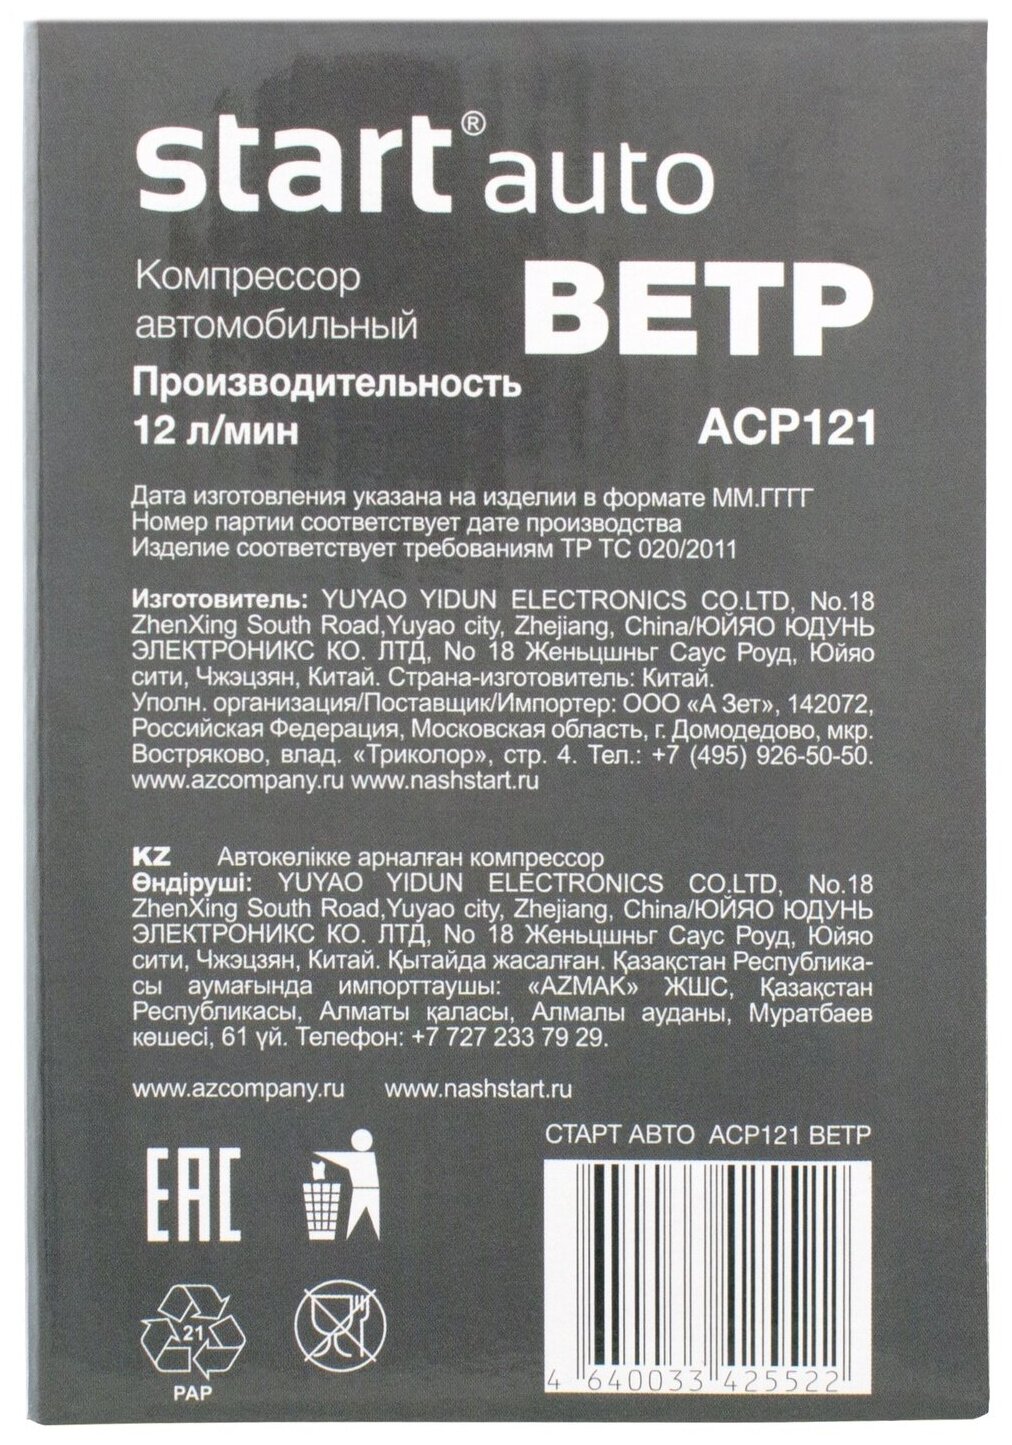 start® auto
Компрессор
автомобильный
ВЕТР
Производительность
12 л/мин
АСР121
Дата изготовления указана на изделии в формате ММ.ГГГГ
Номер партии соответствует дате производства
Изделие соответствует требованиям ТР ТС 020/2011
Изготовитель: YUYAO YIDUN ELECTRONICS CO.LTD, No.18
ZhenXing South Road,Yuyao city, Zhejiang, China/ЮЙЯО ЮДУНЬ
ЭЛЕКТРОНИКС КО. ЛТД, No 18 Женьцшньг Саус Роуд, Юйяо
сити, Чжэцзян, Китай. Страна-изготовитель: Китай.
Уполн. организация/Поставщик/Импортер: ООО «А Зет», 142072,
Российская Федерация, Московская область, г. Домодедово, мкр.
Востряково, влад. «Триколор», стр. 4. Тел.: +7 (495) 926-50-50.
www.azcompany.ru www.nashstart.ru
KZ Автокөлікке арналған компрессор
Өндіруші: YUYAO YIDUN ELECTRONICS CO.LTD, No.18
ZhenXing South Road,Yuyao city, Zhejiang, China/ЮЙЯО ЮДУНЬ
ЭЛЕКТРОНИКС КО. ЛТД, No 18 Женьцшньг Саус Роуд, Юйяо
сити, Чжэцзян, Китай. Қытайда жасалған. Қазақстан Республика-
сы аумағында импорттаушы: «AZMAK» ЖШС, Қазақстан
Республикасы, Алматы қаласы, Алмалы ауданы, Муратбаев
көшесі, 61 үй. Телефон: +7 727 233 79 29.
www.azcompany.ru www.nashstart.ru
СТАРТ АВТО АСР121 ВЕТР
EAC
21
PAP
4 640033 425522